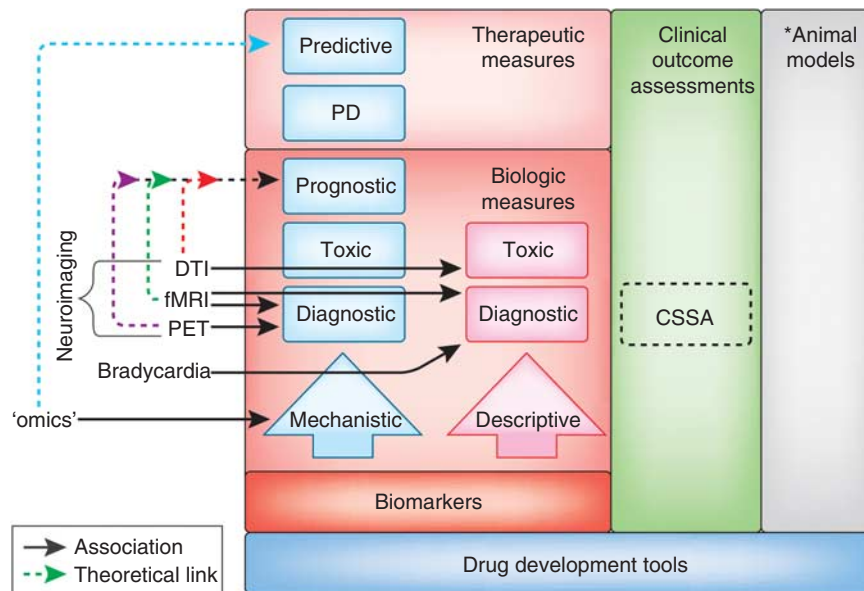 Predictive
PD
Therapeutic
measures
Clinical
outcome
assessments
*Animal
models
Prognostic
Toxic
Diagnostic
Biologic
measures
Toxic
Diagnostic
Neuroimaging
DTI
fMRI
PET
Bradycardia
'omics'
CSSA
Mechanistic
Descriptive
Biomarkers
Drug development tools
Association
Theoretical link